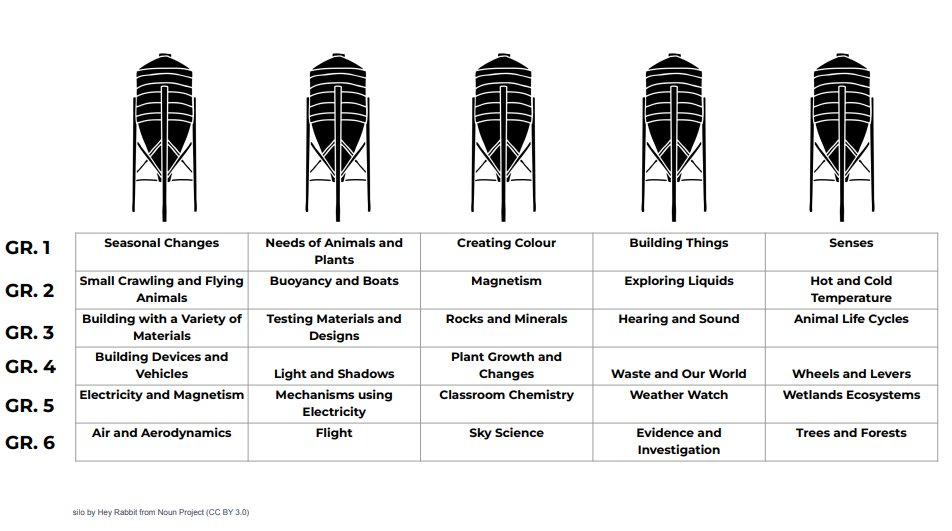 GR. 1
Seasonal Changes
Needs of Animals and
Plants
Creating Colour
Building Things
Senses
GR. 2
Small Crawling and Flying
Animals
Buoyancy and Boats
Magnetism
Exploring Liquids
Hot and Cold
Temperature
GR. 3
Building with a Variety of
Materials
Testing Materials and
Designs
Rocks and Minerals
Hearing and Sound
Animal Life Cycles
GR. 4
Building Devices and
Vehicles
Light and Shadows
Plant Growth and
Changes
Waste and Our World
Wheels and Levers
GR. 5
Electricity and Magnetism
Mechanisms using
Electricity
Classroom Chemistry
Weather Watch
Wetlands Ecosystems
GR. 6
Air and Aerodynamics
Flight
Sky Science
Evidence and
Investigation
Trees and Forests
silo by Hey Rabbit from Noun Project (CC BY 3.0)